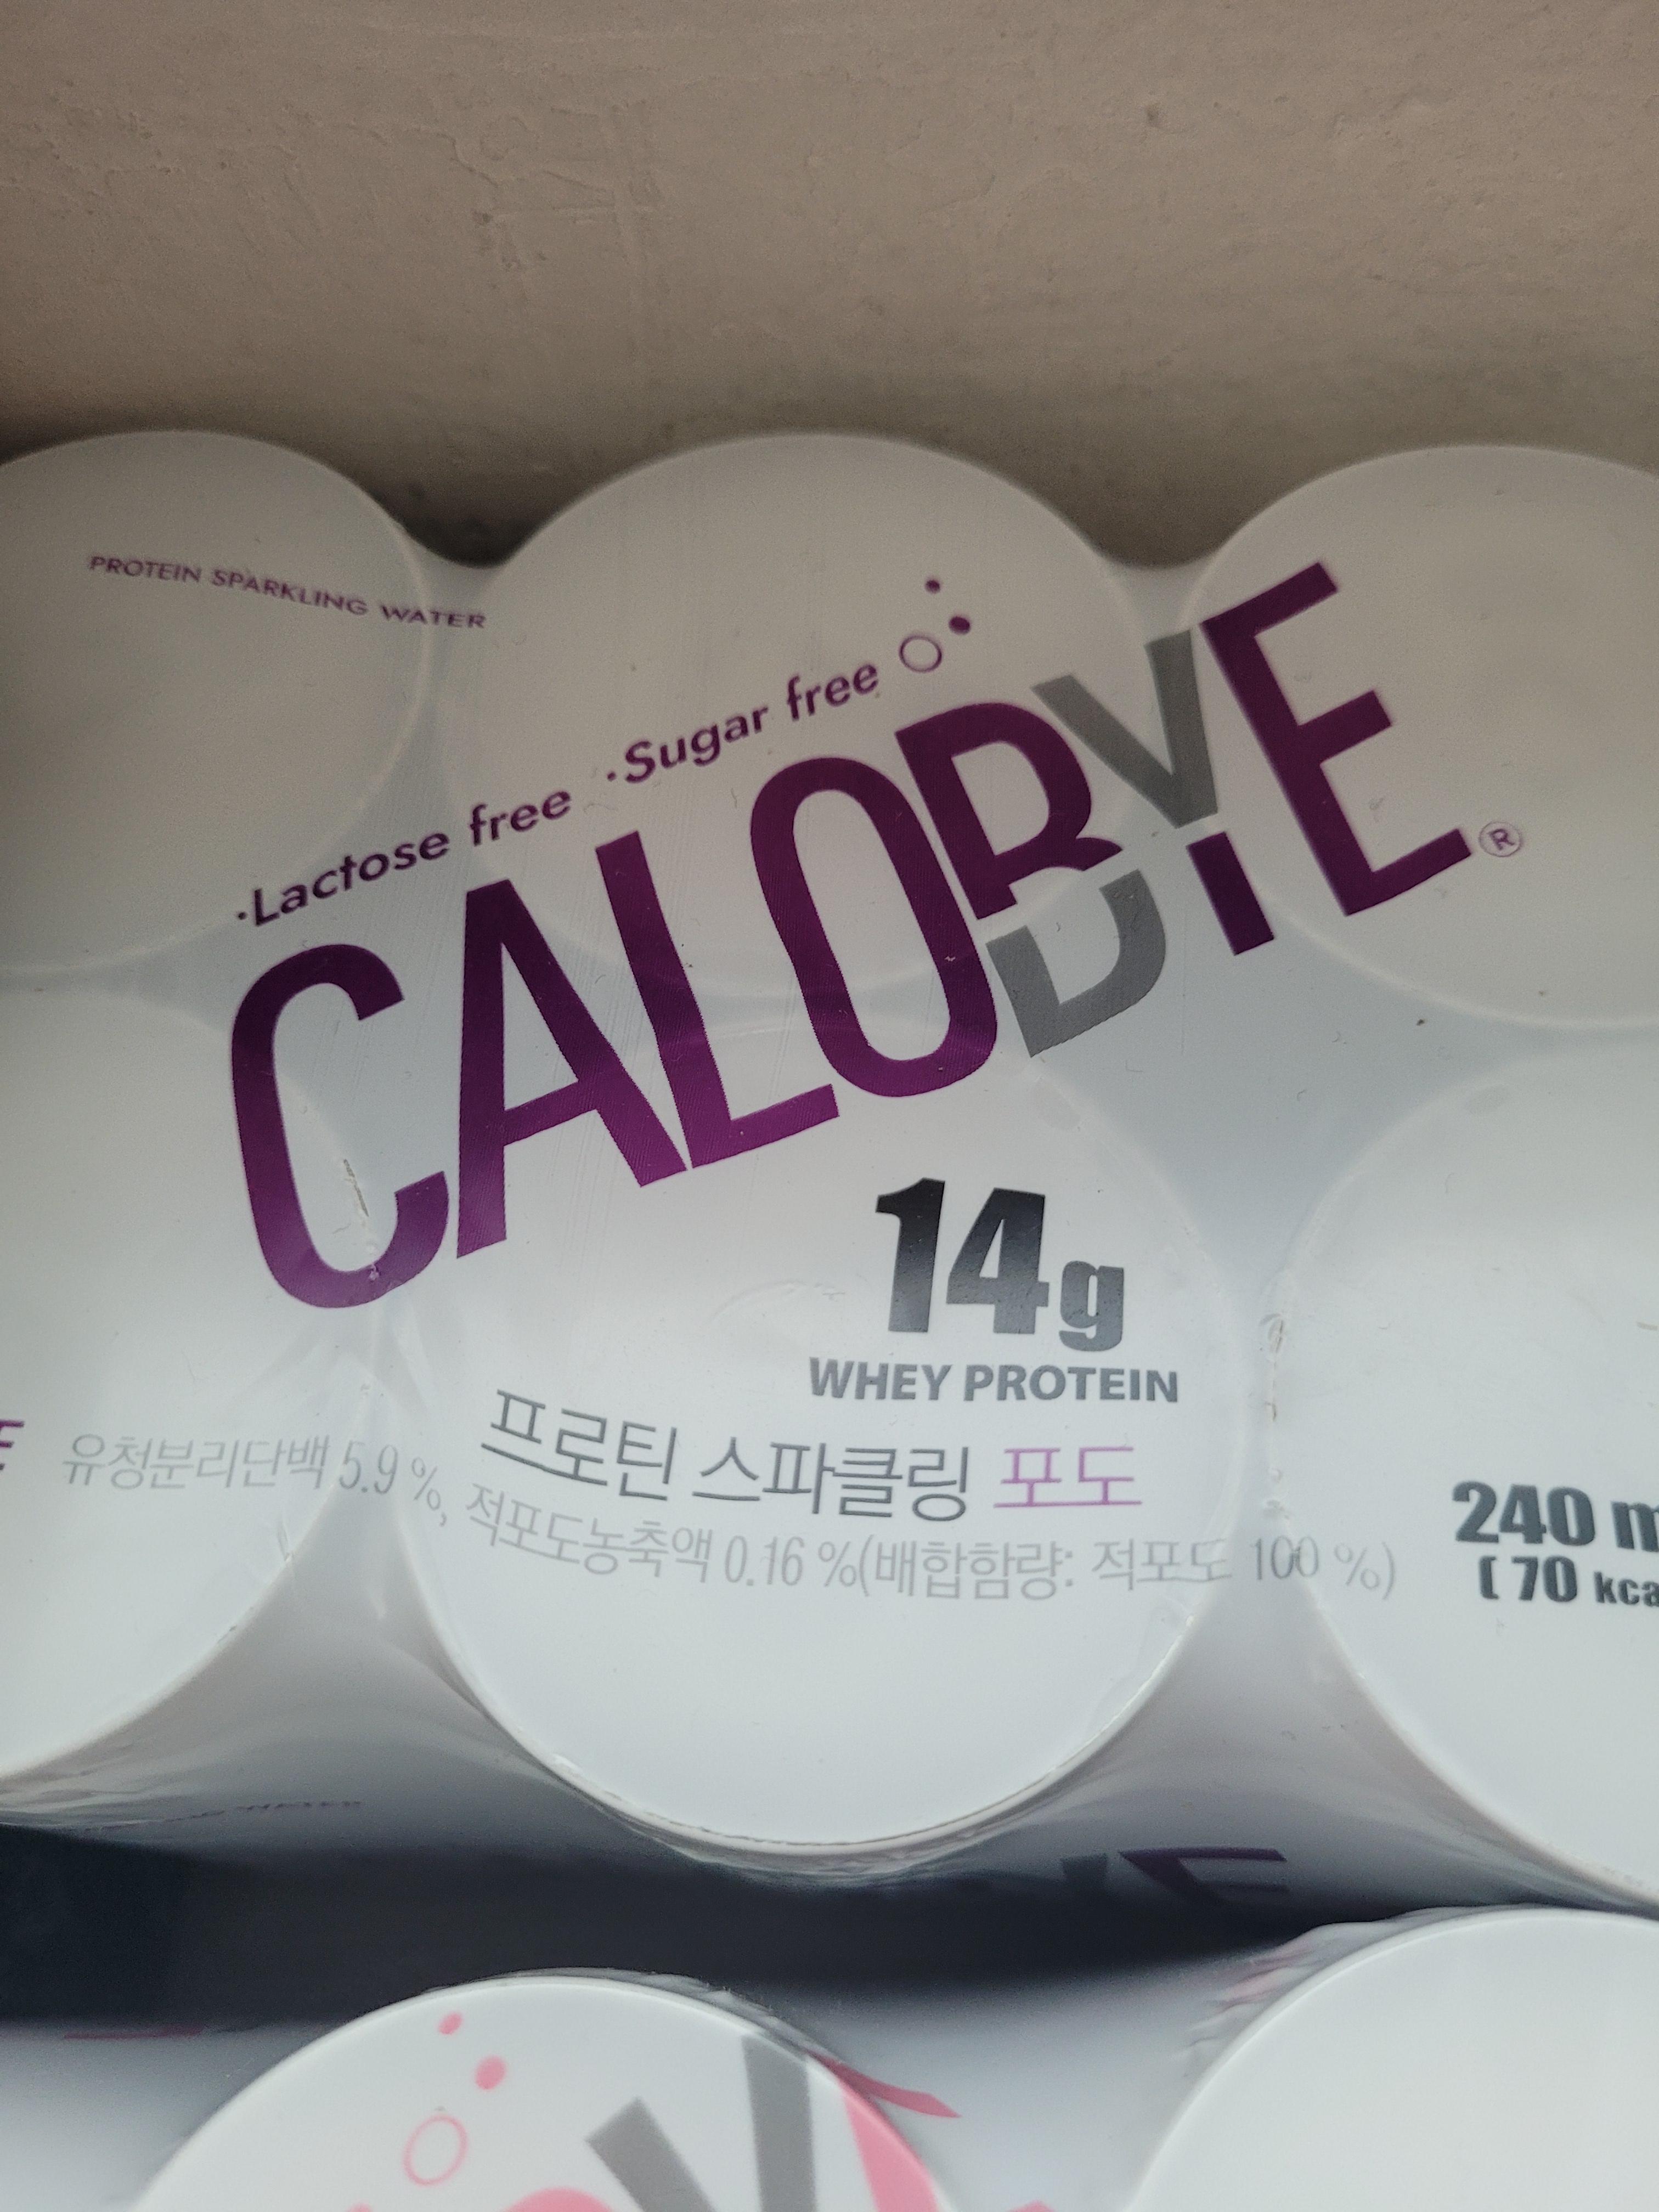 PROTEIN SPARKLING WATER
·Lactose free ·Sugar free
CALOBYE®
14g
WHEY PROTEIN
프로틴 스파클링 포도
유청분리단백 5.9 %, 적포도농축액 0.16 %(배합함량: 적포도 100 %)
240 m
( 70 kca